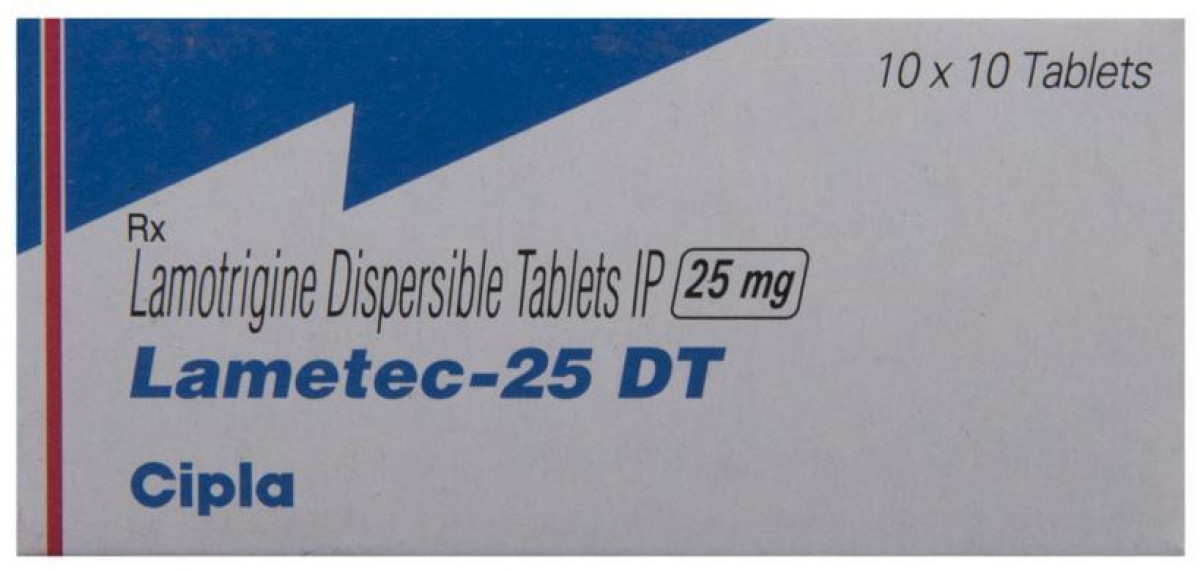 10 x 10 Tablets
Rx
Lamotrigine Dispersible Tablets IP 25 mg
Lametec-25 DT
Cipla